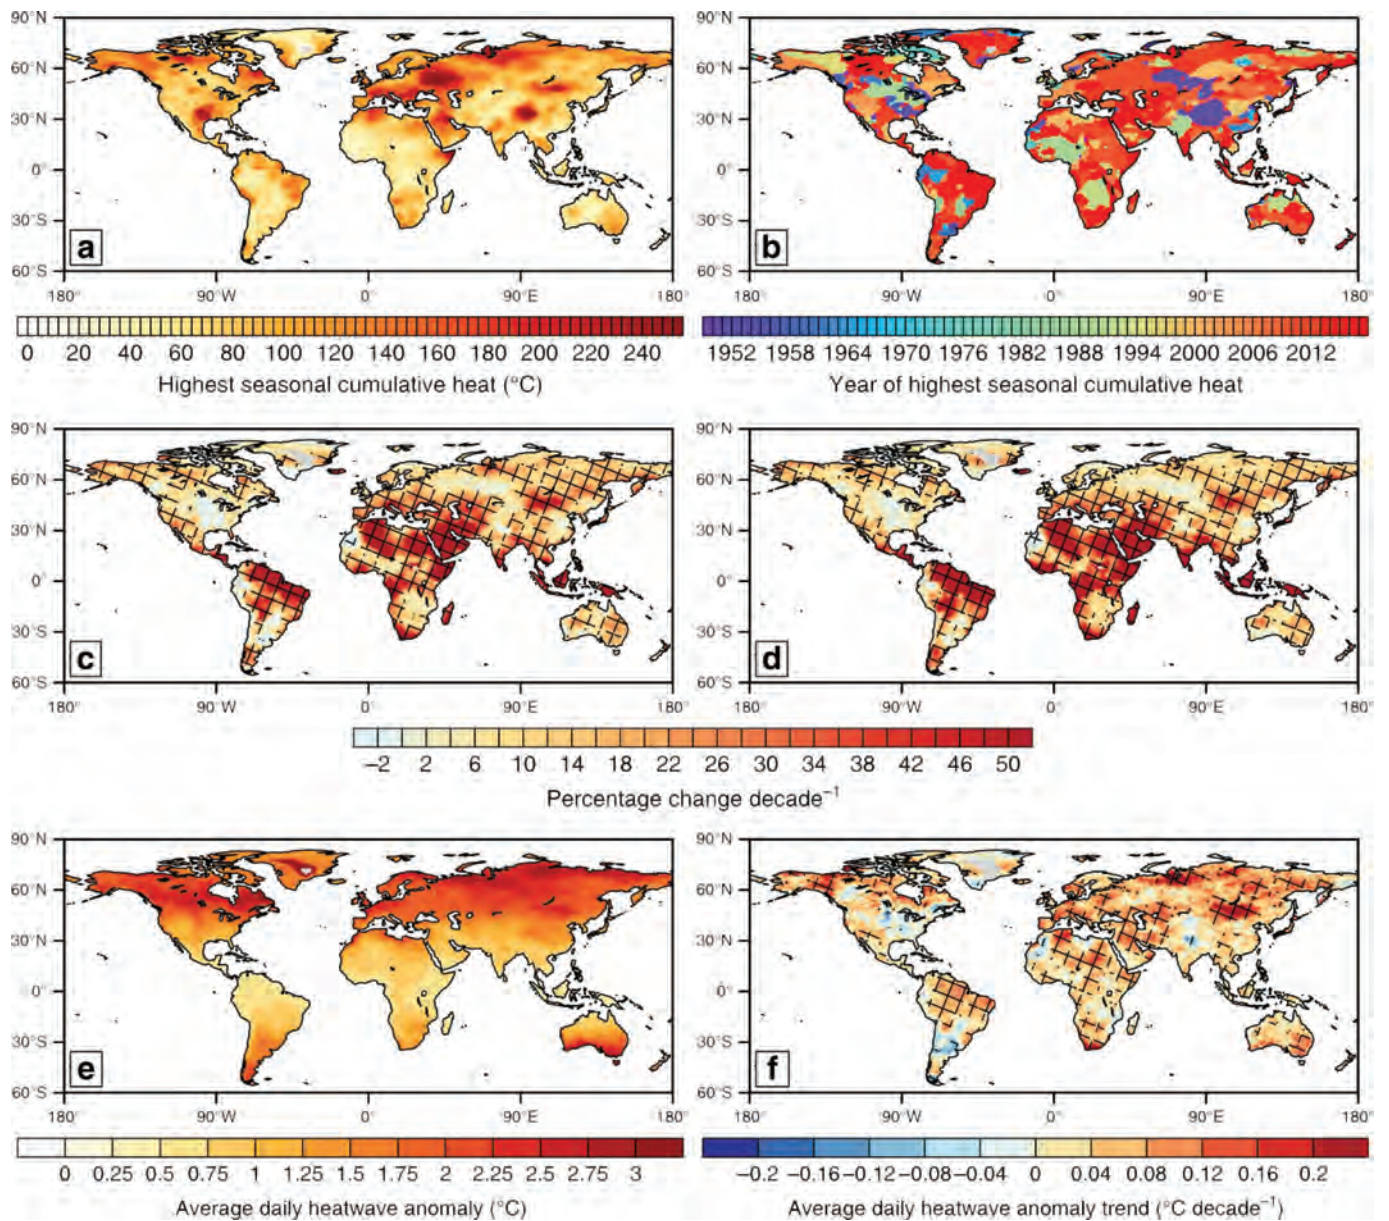 90°N 90°N
60°N 60°N
30°N 30°N
0° 0°
30°S 30°S
a b
60°S 60°S
180° 90°W 0° 90°E 180° 180° 90°W 0° 90°E 180°
0 20 40 60 80 100 120 140 160 180 200 220 240
1952 1958 1964 1970 1976 1982 1988 1994 2000 2006 2012
Highest seasonal cumulative heat (°C)
Year of highest seasonal cumulative heat
90°N 90°N
60°N 60°N
30°N 30°N
0° 0°
30°S 30°S
c d
60°S 60°S
180° 90°W 0° 90°E 180° 180° 90°W 0° 90°E 180°
−2 2 6 10 14 18 22 26 30 34 38 42 46 50
Percentage change decade⁻¹
90°N 90°N
60°N 60°N
30°N 30°N
0° 0°
30°S 30°S
e f
60°S 60°S
180° 90°W 0° 90°E 180° 180° 90°W 0° 90°E 180°
0 0.25 0.5 0.75 1 1.25 1.5 1.75 2 2.25 2.5 2.75 3
−0.2 −0.16 −0.12 −0.08 −0.04 0 0.04 0.08 0.12 0.16 0.2
Average daily heatwave anomaly (°C)
Average daily heatwave anomaly trend (°C decade⁻¹)